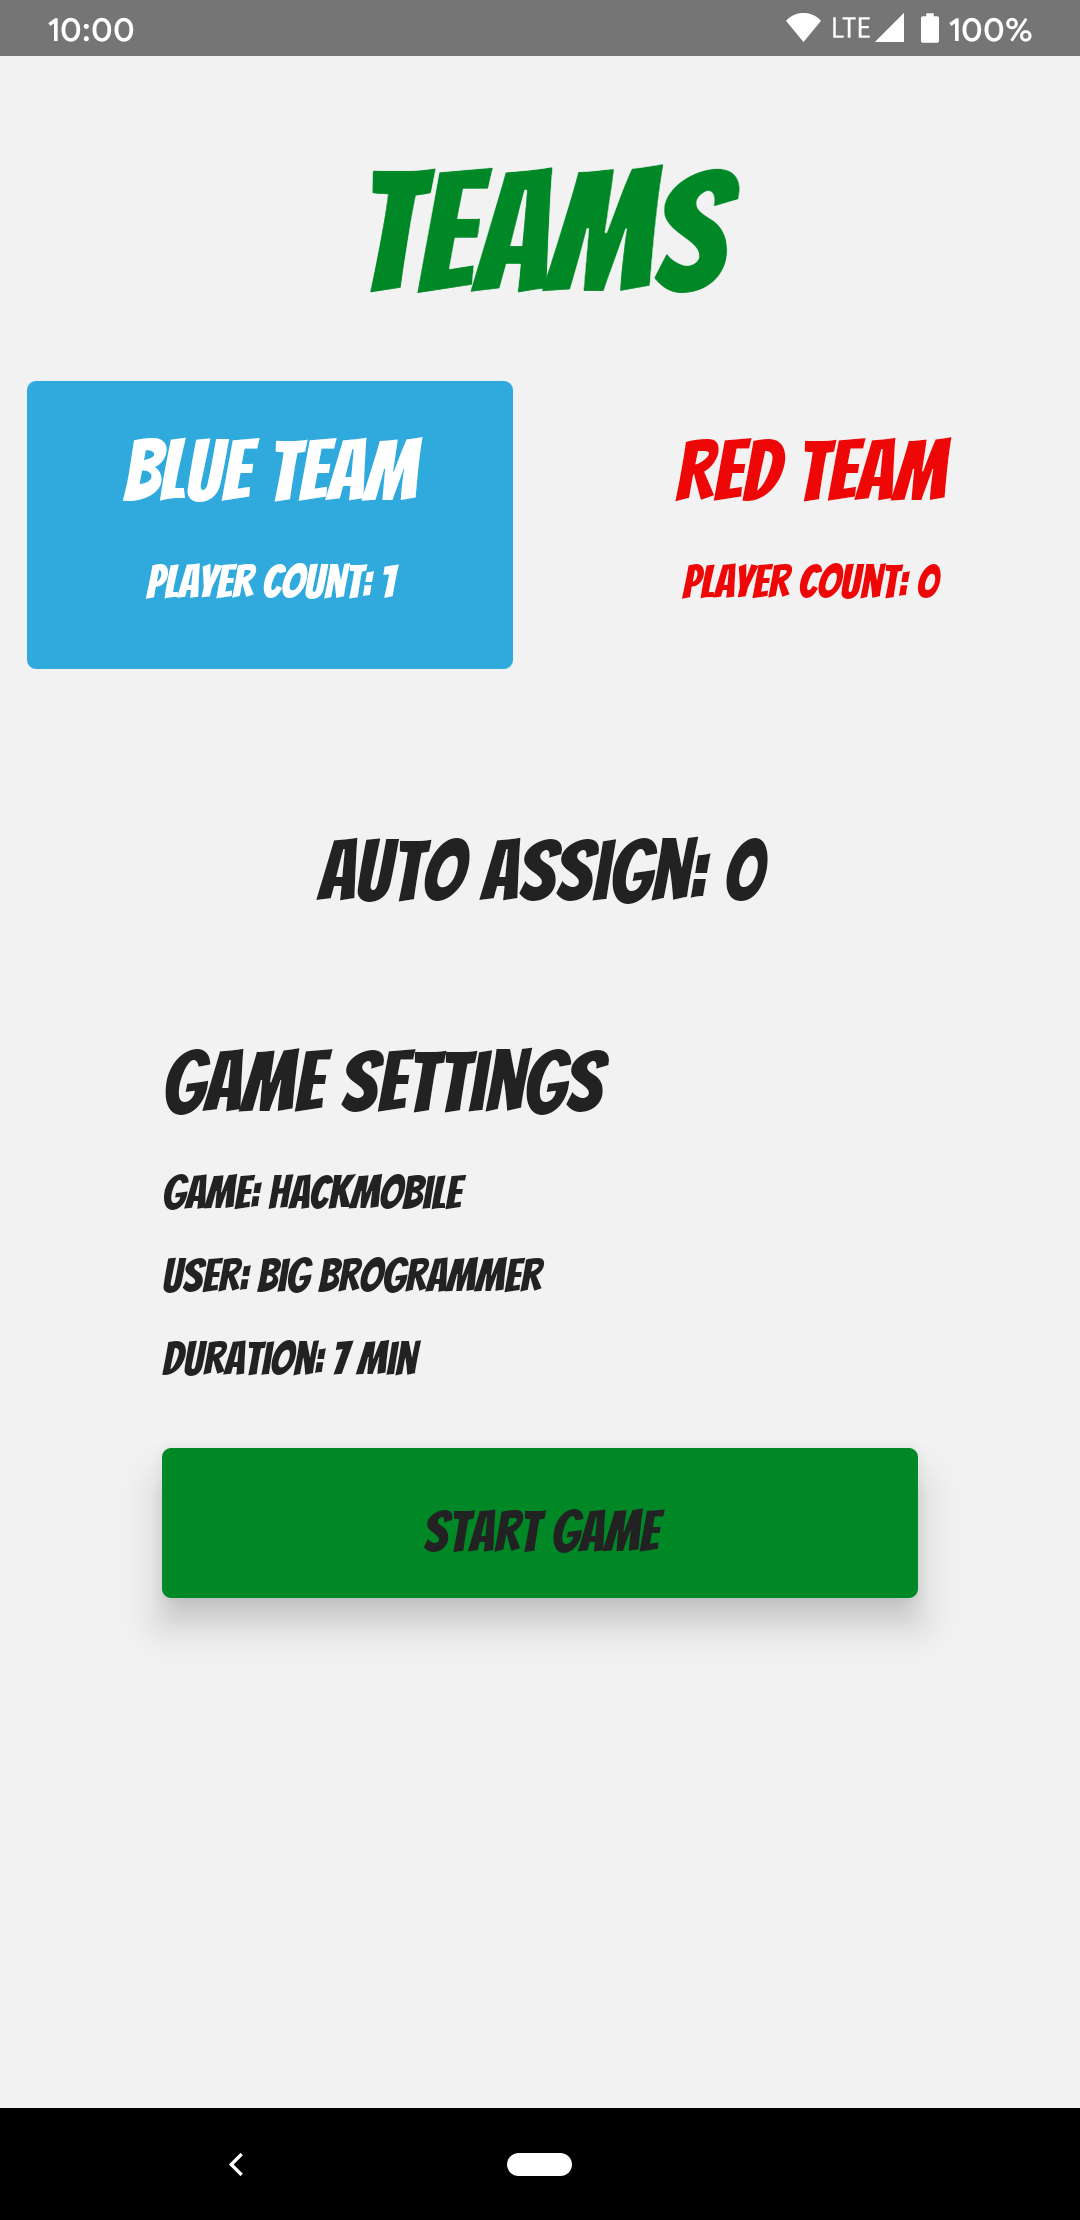 10:00 LTE 100%
TEAMS
BLUE TEAM
PLAYER COUNT: 1
RED TEAM
PLAYER COUNT: 0
AUTO ASSIGN: 0
GAME SETTINGS
GAME: HACKMOBILE
USER: BIG BROGRAMMER
DURATION: 7 MIN
START GAME